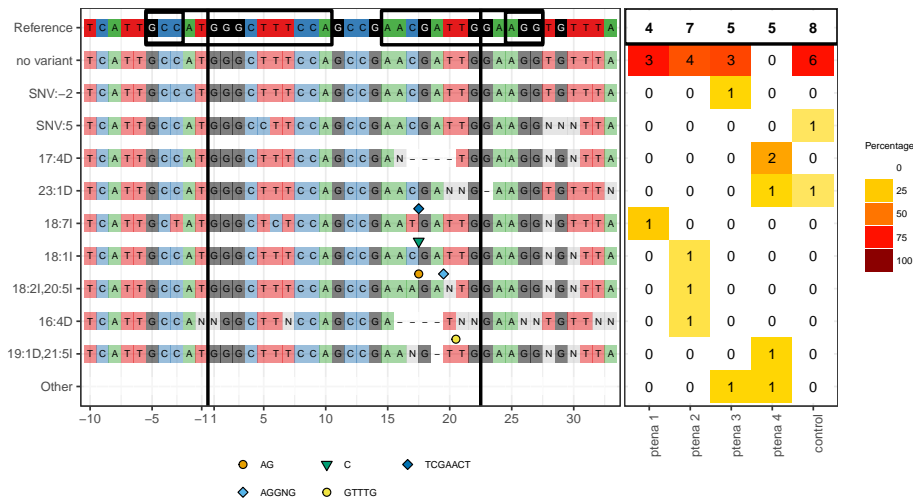 Reference T C A T T G C C A T G G G C T T T C C A G C C G A A C G A T T G G A A G G T G T T T A 4 7 5 5 8
no variant T C A T T G C C A T G G G C T T T C C A G C C G A A C G A T T G G A A G G T G T T T A 3 4 3 0 6
SNV:-2 T C A T T G C C C T G G G C T T T C C A G C C G A A C G A T T G G A A G G T G T T T A 0 0 1 0 0
SNV:5 T C A T T G C C A T G G G C C T T C C A G C C G A A C G A T T G G A A G G N N N T T A 0 0 0 0 1
17:4D T C A T T G C C A T G G G C T T T C C A G C C G A N - - - - T G G A A G G N G N T T A 0 0 0 2 0
23:1D T C A T T G C C A T G G G C T T T C C A G C C G A A C G A N N G - A A G G T G T T T N 0 0 0 1 1
18:7I T C A T T G C T A T G G G C T C T C C A G C C G A A T G A T T G G A A G G N G T T T A 1 0 0 0 0
18:1I T C A T T G C C A T G G G C T T T C C A G C C G A A C G A T T G G A A G G N G N T T A 0 1 0 0 0
18:2I,20:5I T C A T T G C C A T G G G C T T T C C A G C C G A A A G A N T G G A A G G N G N T T A 0 1 0 0 0
16:4D T C A T T G C C A N N G G C T T N C C A G C C G A - - - - T N N G A A N N T G T T N N 0 1 0 0 0
19:1D,21:5I T C A T T G C C A T G G G C T T T C C A G C C G A A N G - T T G G A A G G N G N T T A 0 0 0 1 0
Other 0 0 1 1 0
-10 -5 -1 1 5 10 15 20 25 30
ptena 1 ptena 2 ptena 3 ptena 4 control
AG C TCGAACT
AGGNG GTTTG
Percentage
0
25
50
75
100